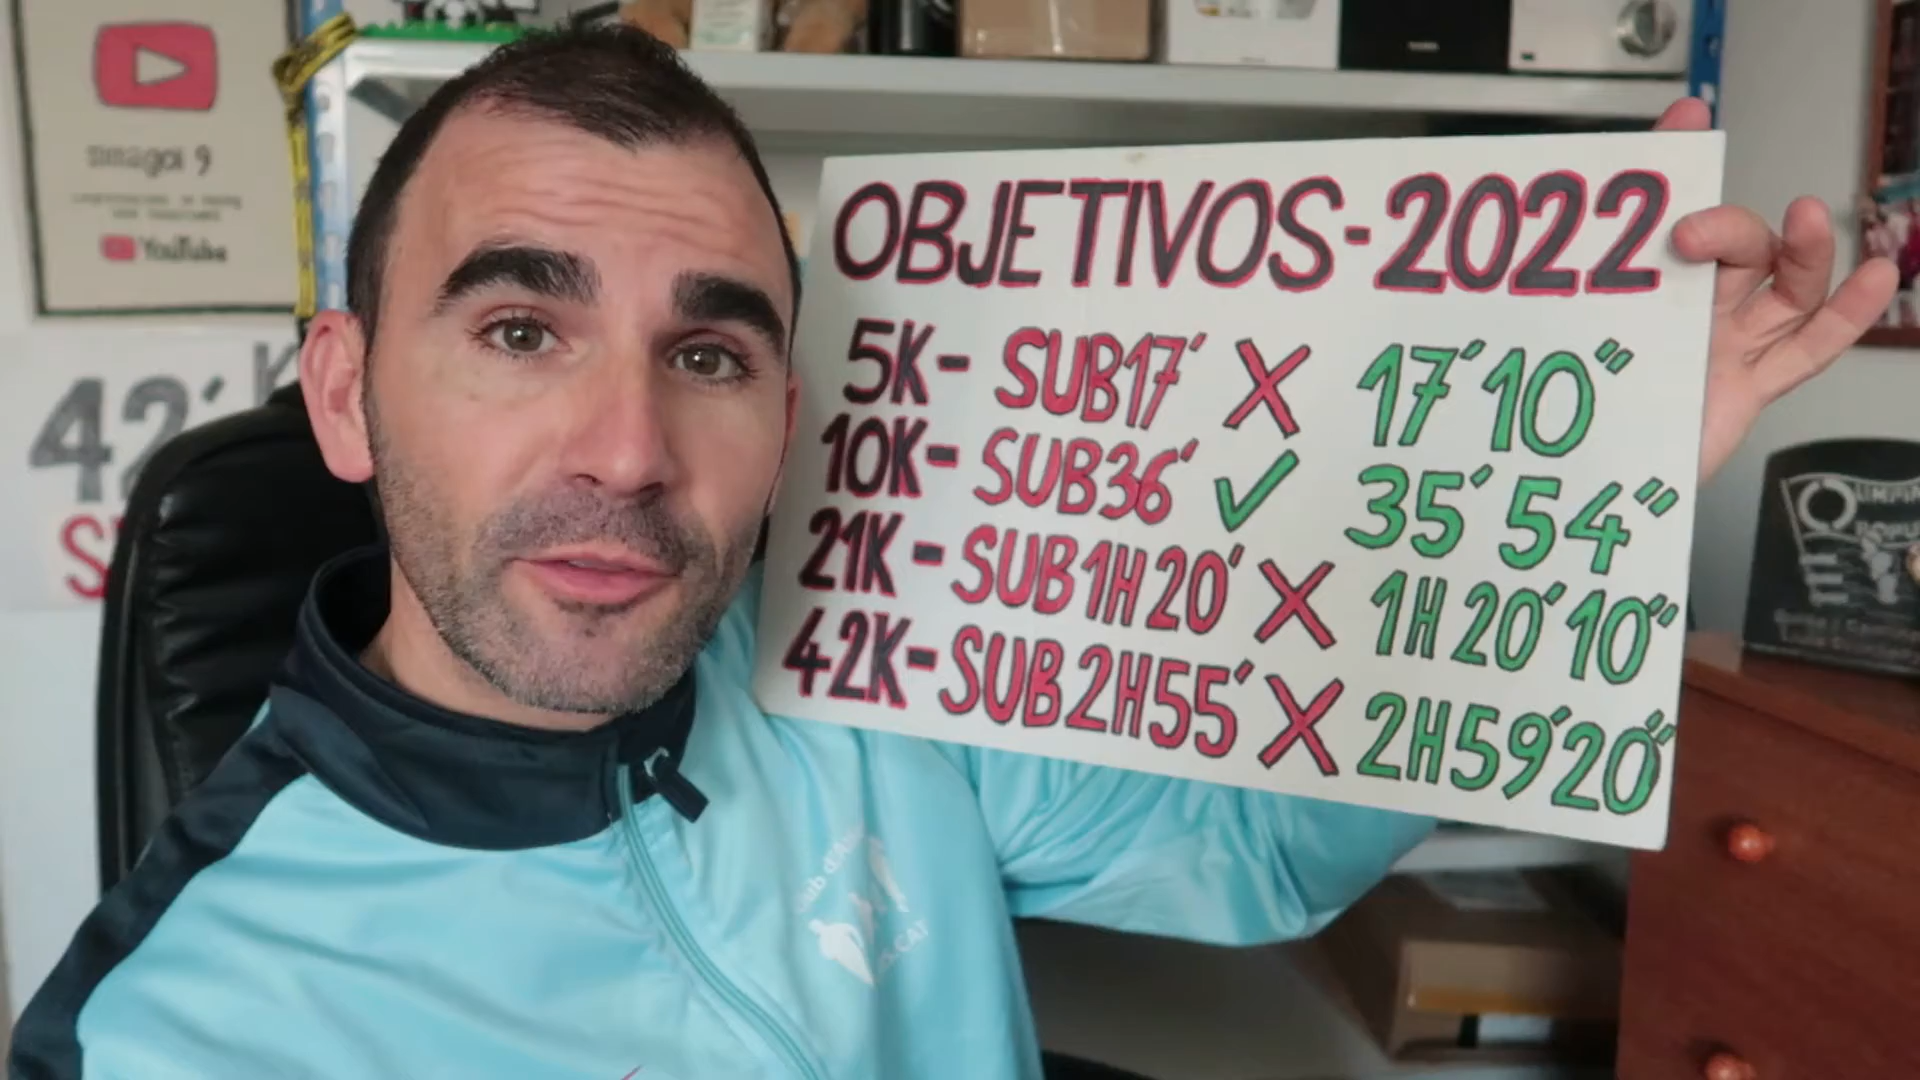 YouTube
42'
OBJETIVOS-2022
5K- SUB17' X 17'10"
10K- SUB36' ✓ 35'54"
21K- SUB1H20' X 1H20'10"
42K- SUB2H55' X 2H59'20"